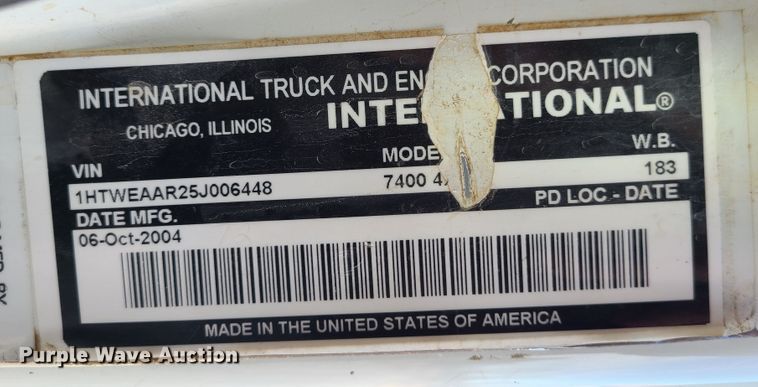 INTERNATIONAL TRUCK AND EN CORPORATION
CHICAGO, ILLINOIS
INTE ATIONAL®
VIN MODE W.B.
1HTWEAAR25J006448 7400 4 183
DATE MFG. PD LOC - DATE
06-Oct-2004
MADE IN THE UNITED STATES OF AMERICA
Purple Wave Auction